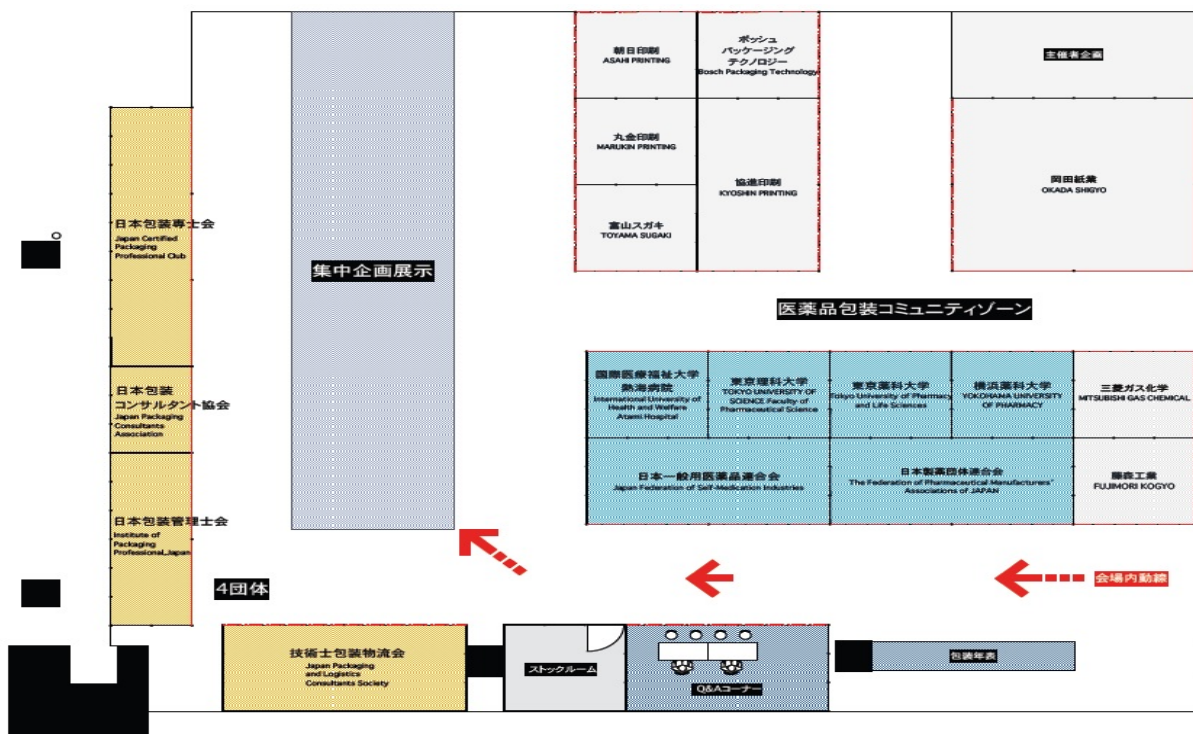 朝日印刷
ASAHI PRINTING
ボッシュ
パッケージング
テクノロジー
Bosch Packaging Technology
主催者企画
丸金印刷
MARUKIN PRINTING
協進印刷
KYOSHIN PRINTING
岡田紙業
OKADA SHIGYO
富山スガキ
TOYAMA SUGAKI
日本包装専士会
Japan Certified
Packaging
Professional Club
集中企画展示
医薬品包装コミュニティゾーン
日本包装
コンサルタント協会
Japan Packaging
Consultants
Association
国際医療福祉大学
熱海病院
International University of
Health and Welfare
Atami Hospital
東京理科大学
TOKYO UNIVERSITY OF
SCIENCE Faculty of
Pharmaceutical Science
東京薬科大学
Tokyo University of Pharmacy
and Life Sciences
横浜薬科大学
YOKOHAMA UNIVERSITY
OF PHARMACY
三菱ガス化学
MITSUBISHI GAS CHEMICAL
日本一般用医薬品連合会
Japan Federation of Self-Medication Industries
日本製薬団体連合会
The Federation of Pharmaceutical Manufacturers'
Associations of JAPAN
藤森工業
FUJIMORI KOGYO
日本包装管理士会
Institute of
Packaging
Professional,Japan
4団体
会場内動線
技術士包装物流会
Japan Packaging
and Logistics
Consultants Society
ストックルーム
Q&Aコーナー
包装年表